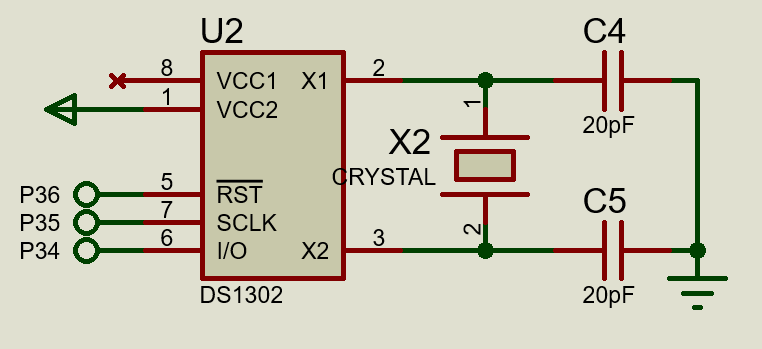 U2
C4
8 VCC1 X1 2
1 VCC2
1
20pF
X2
CRYSTAL
P36 5 RST
C5
P35 7 SCLK
2
P34 6 I/O X2 3
DS1302
20pF